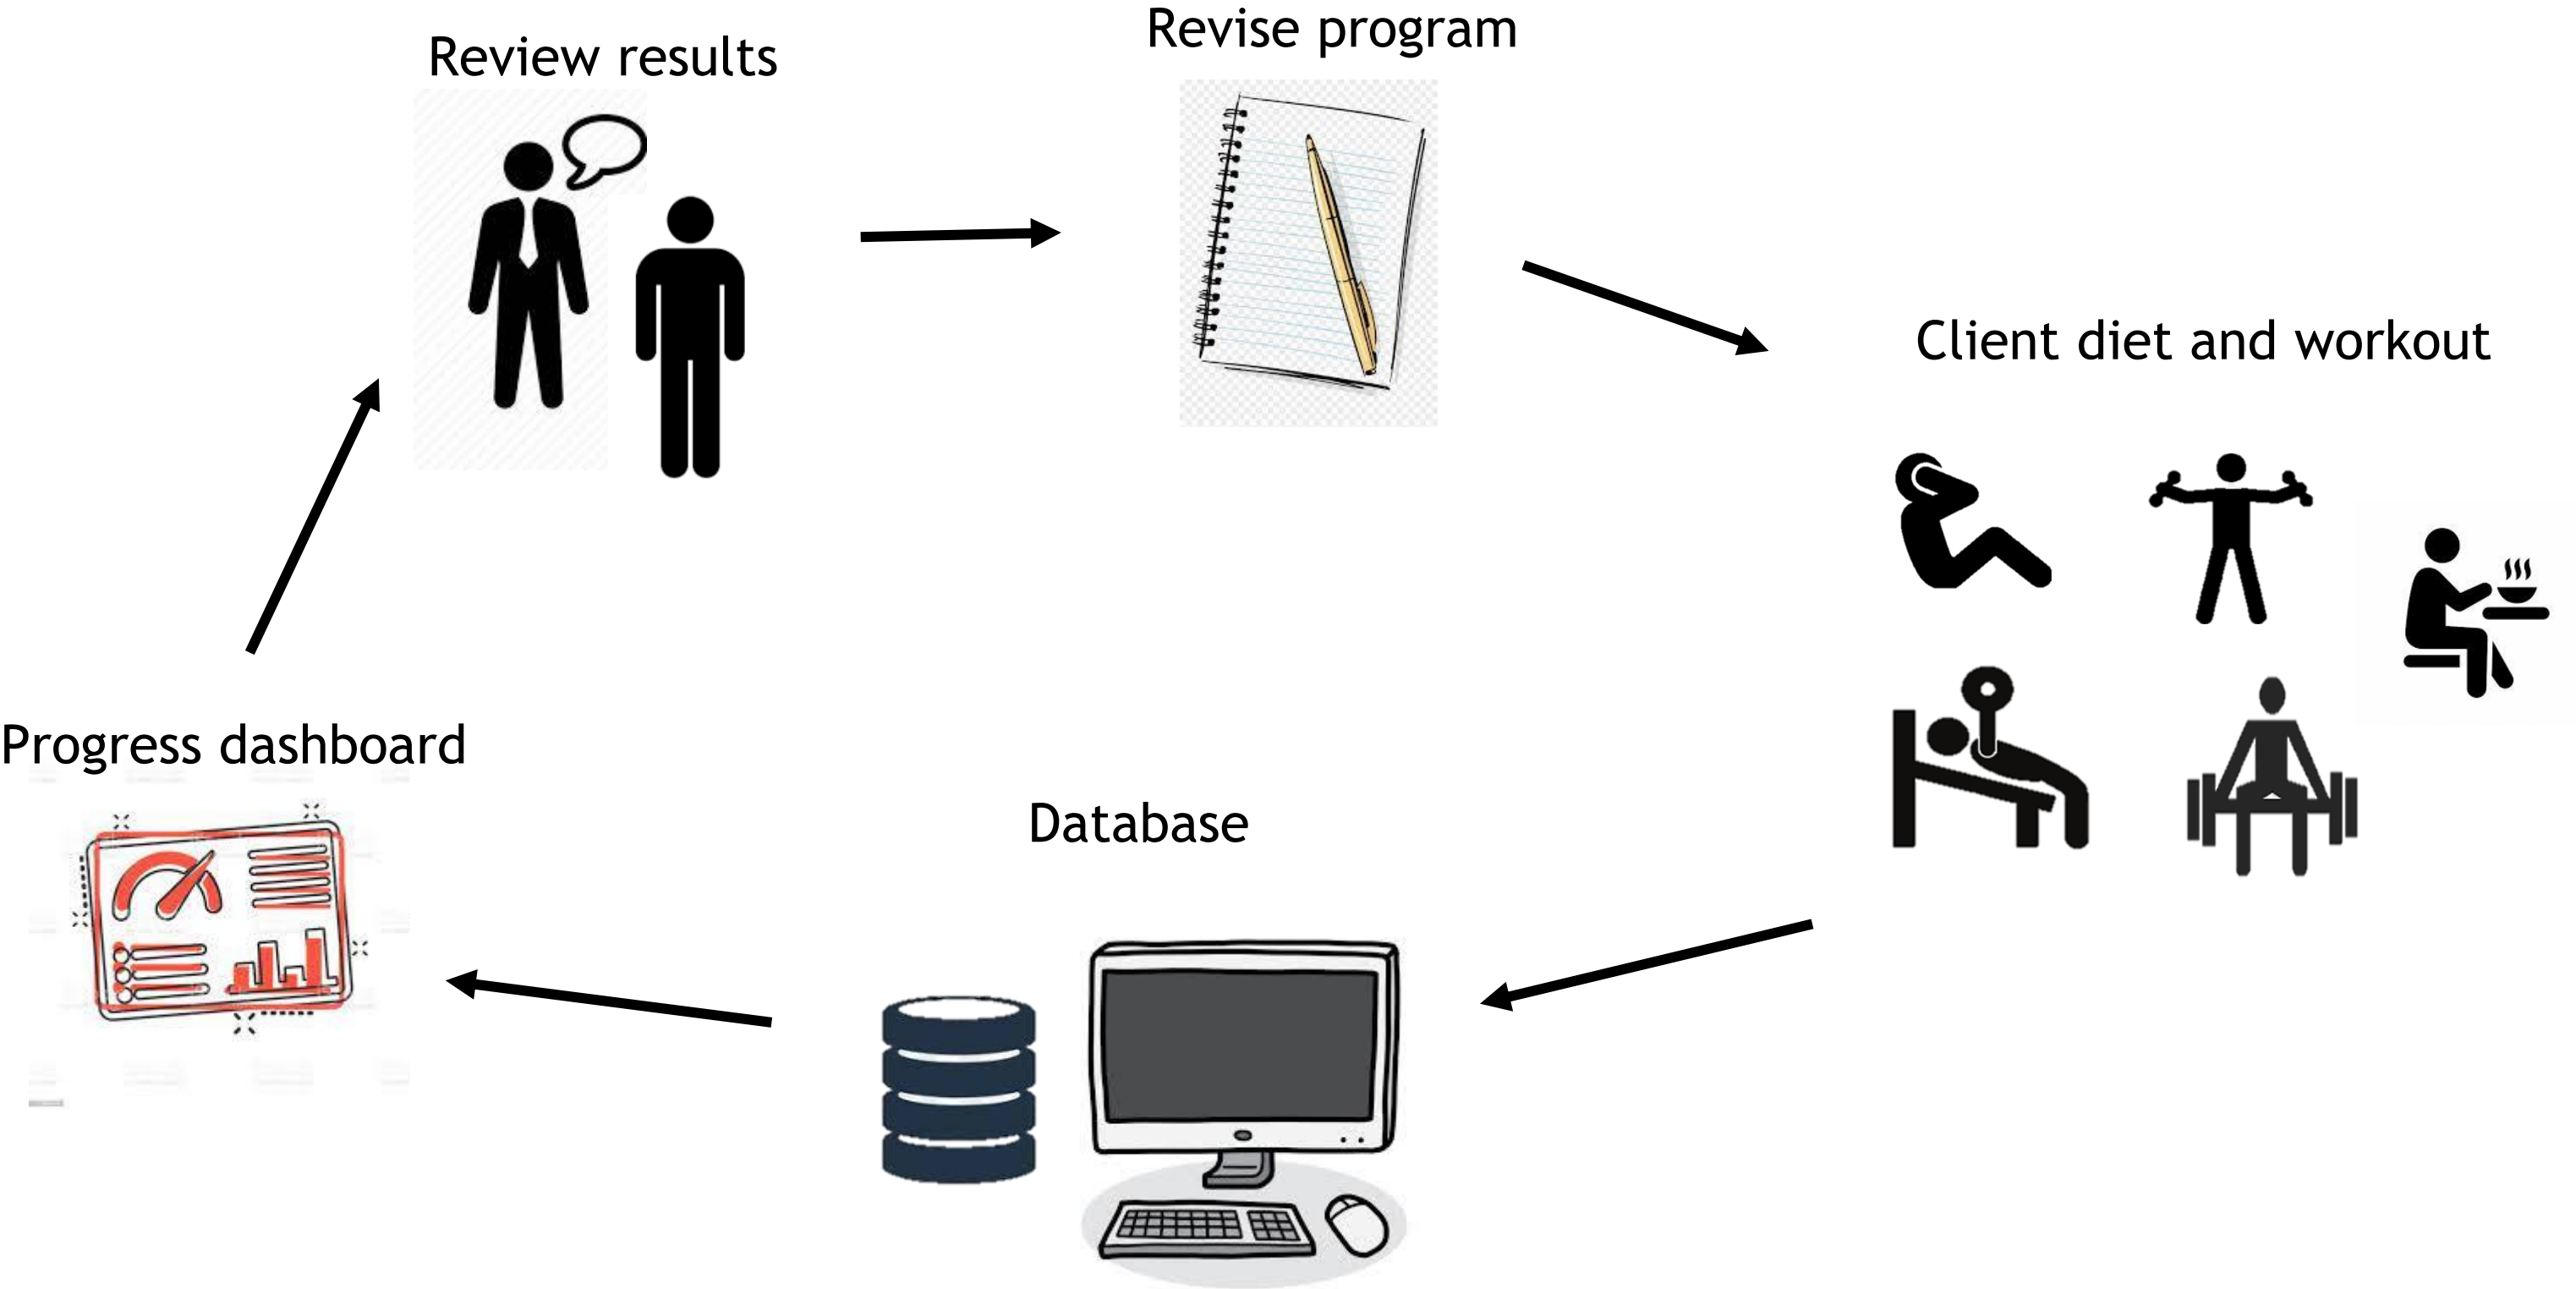 Review results
Revise program
Client diet and workout
Progress dashboard
Database